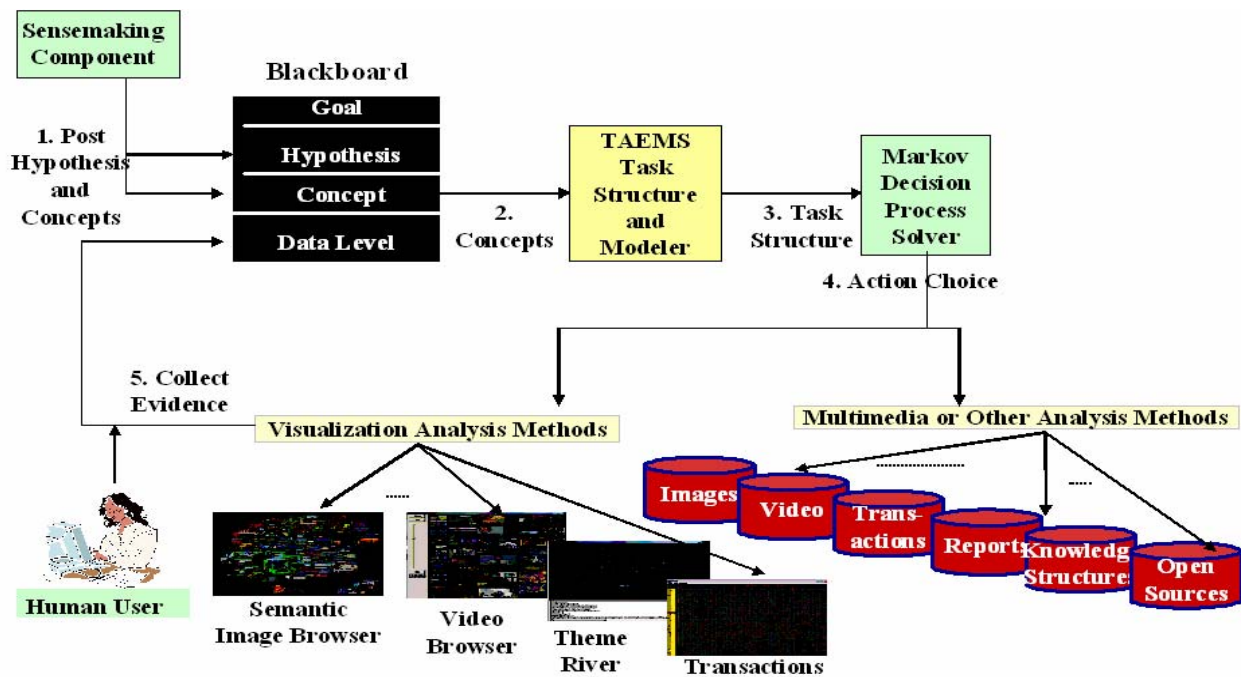 Sensemaking
Component
Blackboard
Goal
Hypothesis
Concept
Data Level
1. Post
Hypothesis
and
Concepts
2.
Concepts
TAEMS
Task
Structure
and
Modeler
3. Task
Structure
Markov
Decision
Process
Solver
4. Action Choice
5. Collect
Evidence
Visualization Analysis Methods
Multimedia or Other Analysis Methods
Human User
Semantic
Image Browser
Video
Browser
Theme
River
Transactions
Images
Video
Trans-
actions
Reports
Knowledg
Structures
Open
Sources